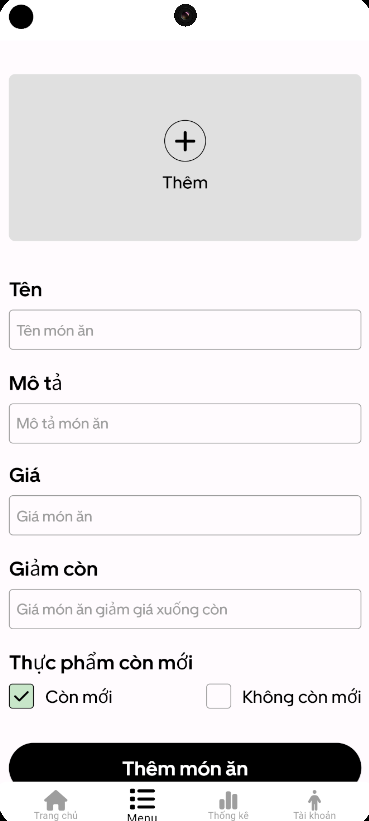 Thêm
Tên
Tên món ăn
Mô tả
Mô tả món ăn
Giá
Giá món ăn
Giảm còn
Giá món ăn giảm giá xuống còn
Thực phẩm còn mới
Còn mới Không còn mới
Thêm món ăn
Trang chủ Menu Thống kê Tài khoản